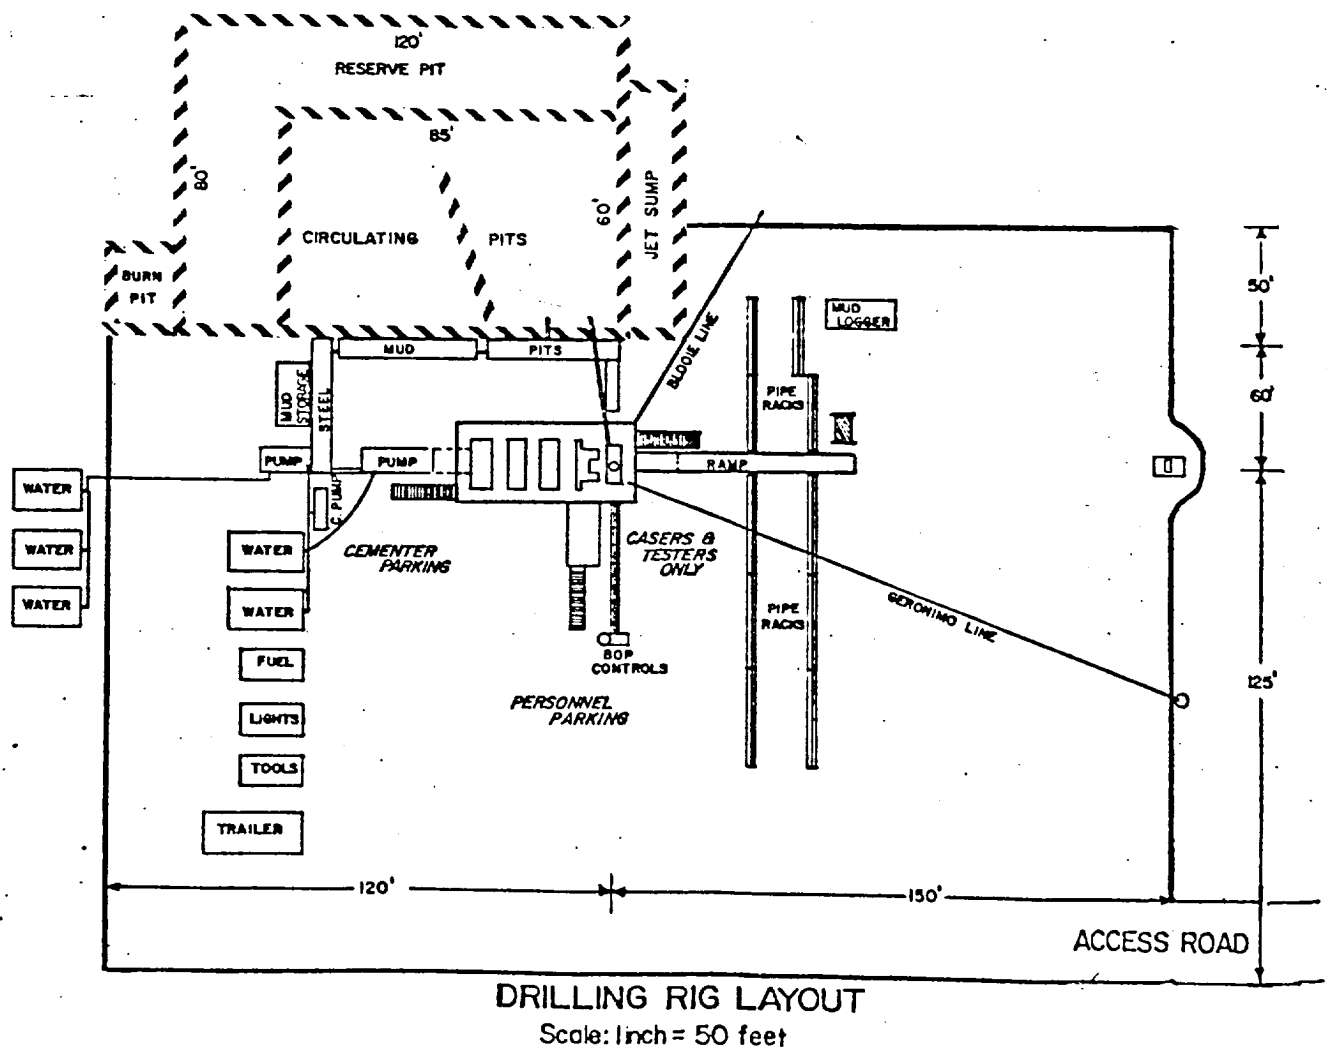 120'
RESERVE PIT
85'
80'
60'
JET SUMP
CIRCULATING PITS
BURN
PIT
50'
MUD
LOGGER
BLOOIE LINE
MUD PITS
MUD
STORAGE
STEEL
PIPE
RACKS
60'
PUMP
PUMP
RAMP
WATER
C. PUMP
WATER
WATER
CEMENTER
PARKING
CASERS &
TESTERS
ONLY
WATER
WATER
GERONIMO LINE
PIPE
RACKS
FUEL
BOP
CONTROLS
125'
PERSONNEL
PARKING
LIGHTS
TOOLS
TRAILER
120'
150'
ACCESS ROAD
DRILLING RIG LAYOUT
Scale: 1 inch = 50 feet